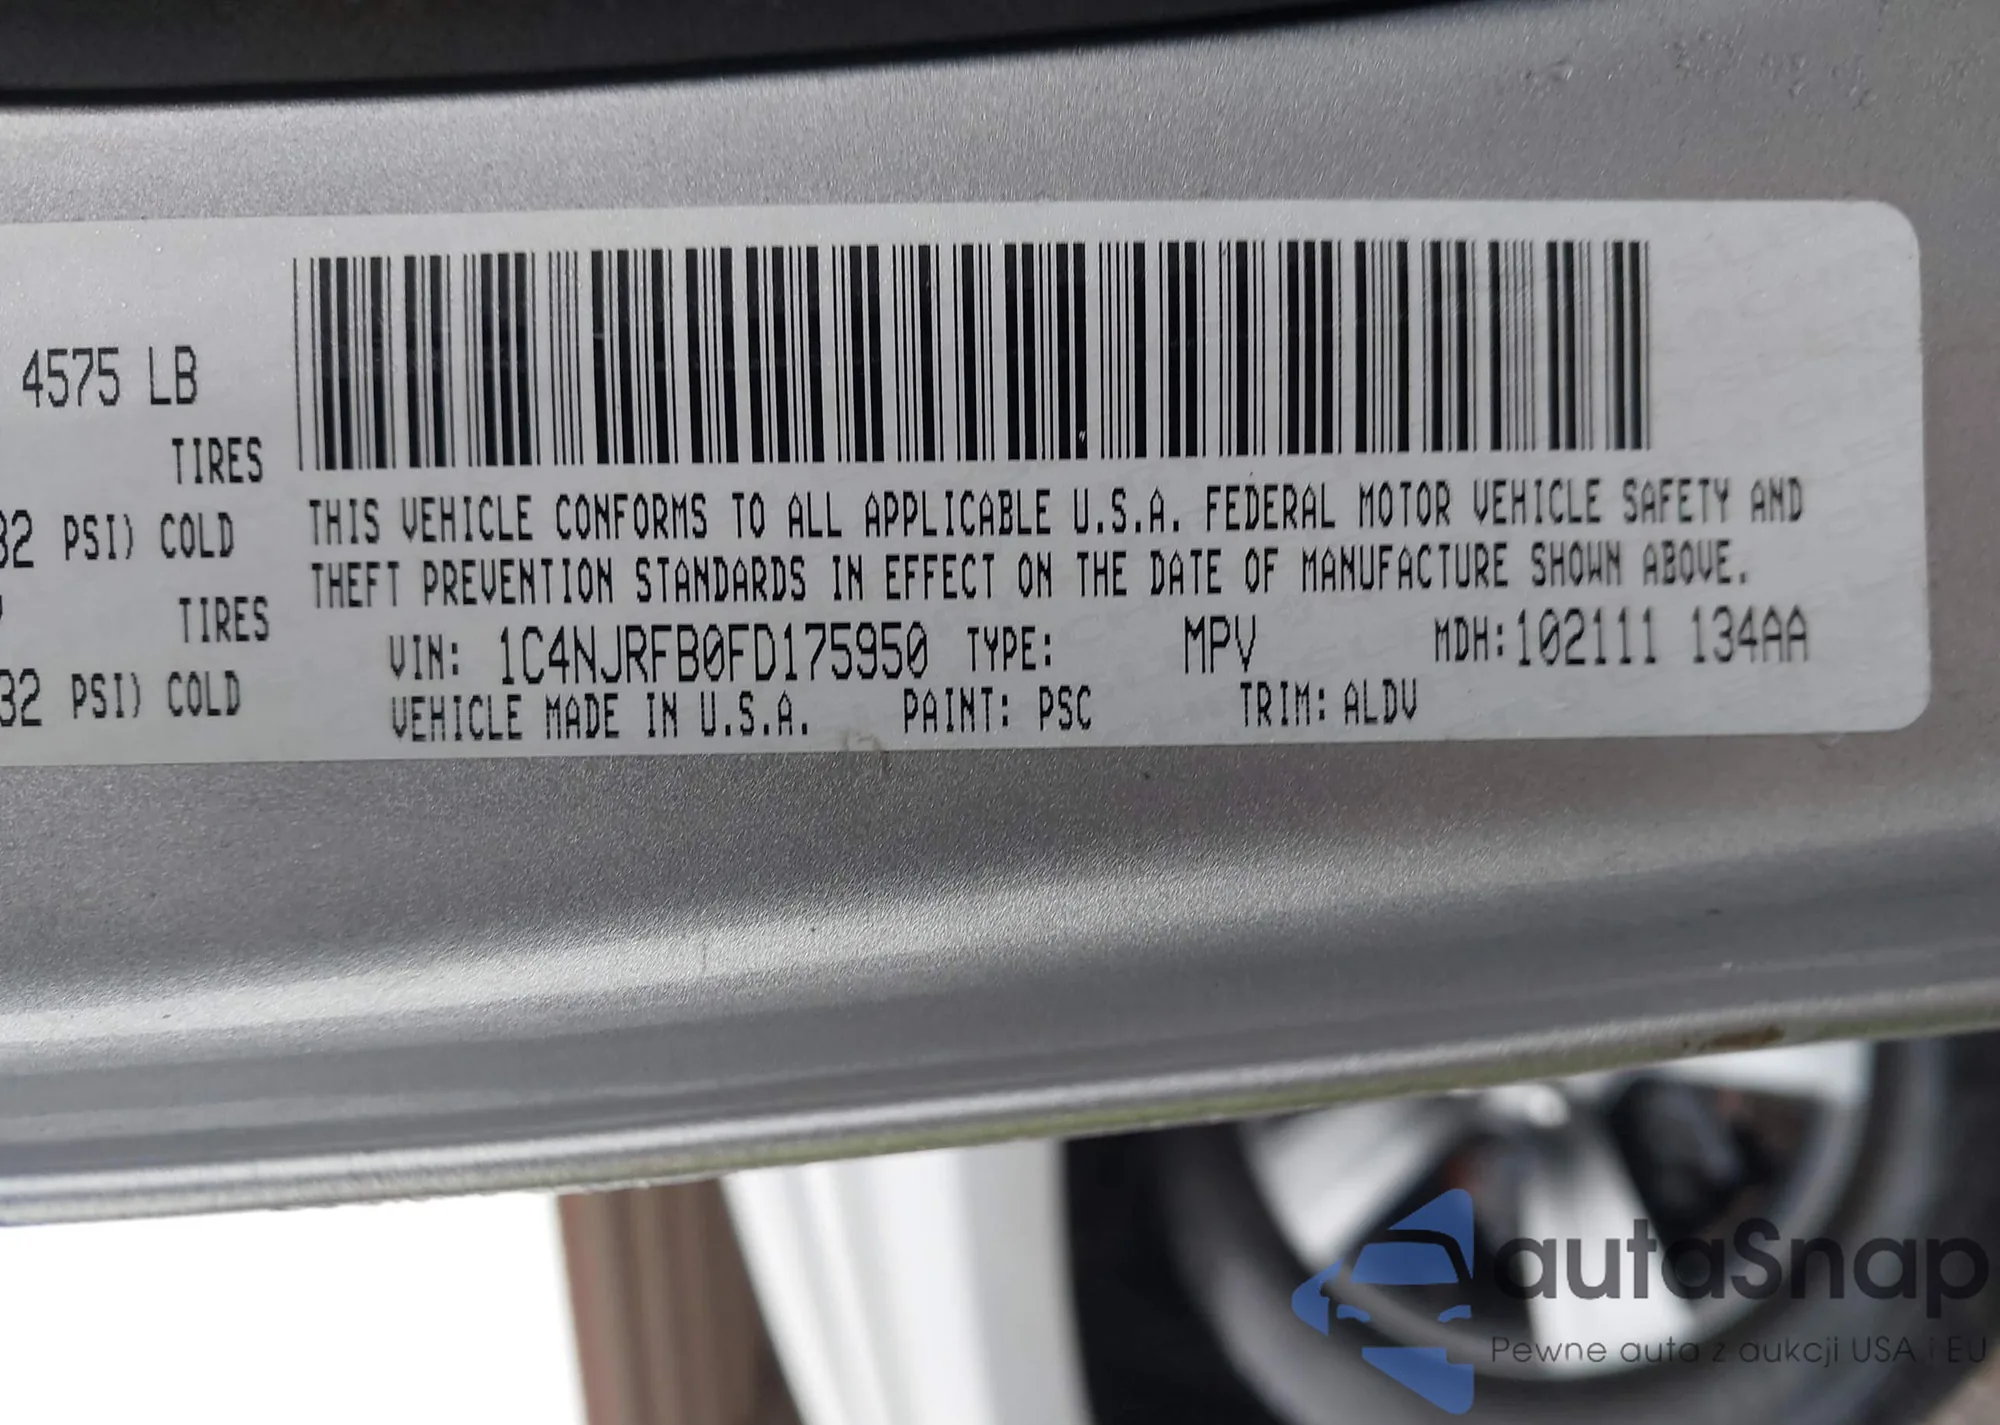 4575 LB
TIRES
32 PSI) COLD
TIRES
32 PSI) COLD
THIS VEHICLE CONFORMS TO ALL APPLICABLE U.S.A. FEDERAL MOTOR VEHICLE SAFETY AND
THEFT PREVENTION STANDARDS IN EFFECT ON THE DATE OF MANUFACTURE SHOWN ABOVE.
VIN: 1C4NJRFB0FD175950 TYPE: MPV MDH:102111 134AA
VEHICLE MADE IN U.S.A. PAINT: PSC TRIM: ALDV
autaSnap
Pewne auta z aukcji USA i EU